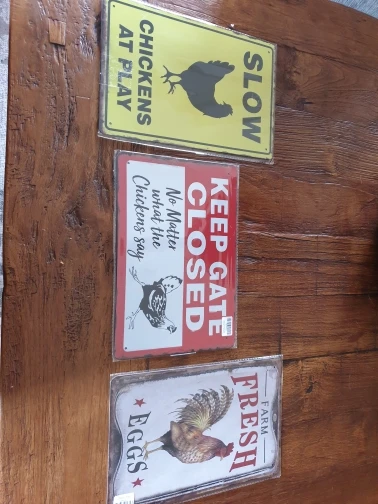 SLOW
CHICKENS
AT PLAY
KEEP GATE
CLOSED
No Matter
what the
Chickens say
FARM
FRESH
EGGS